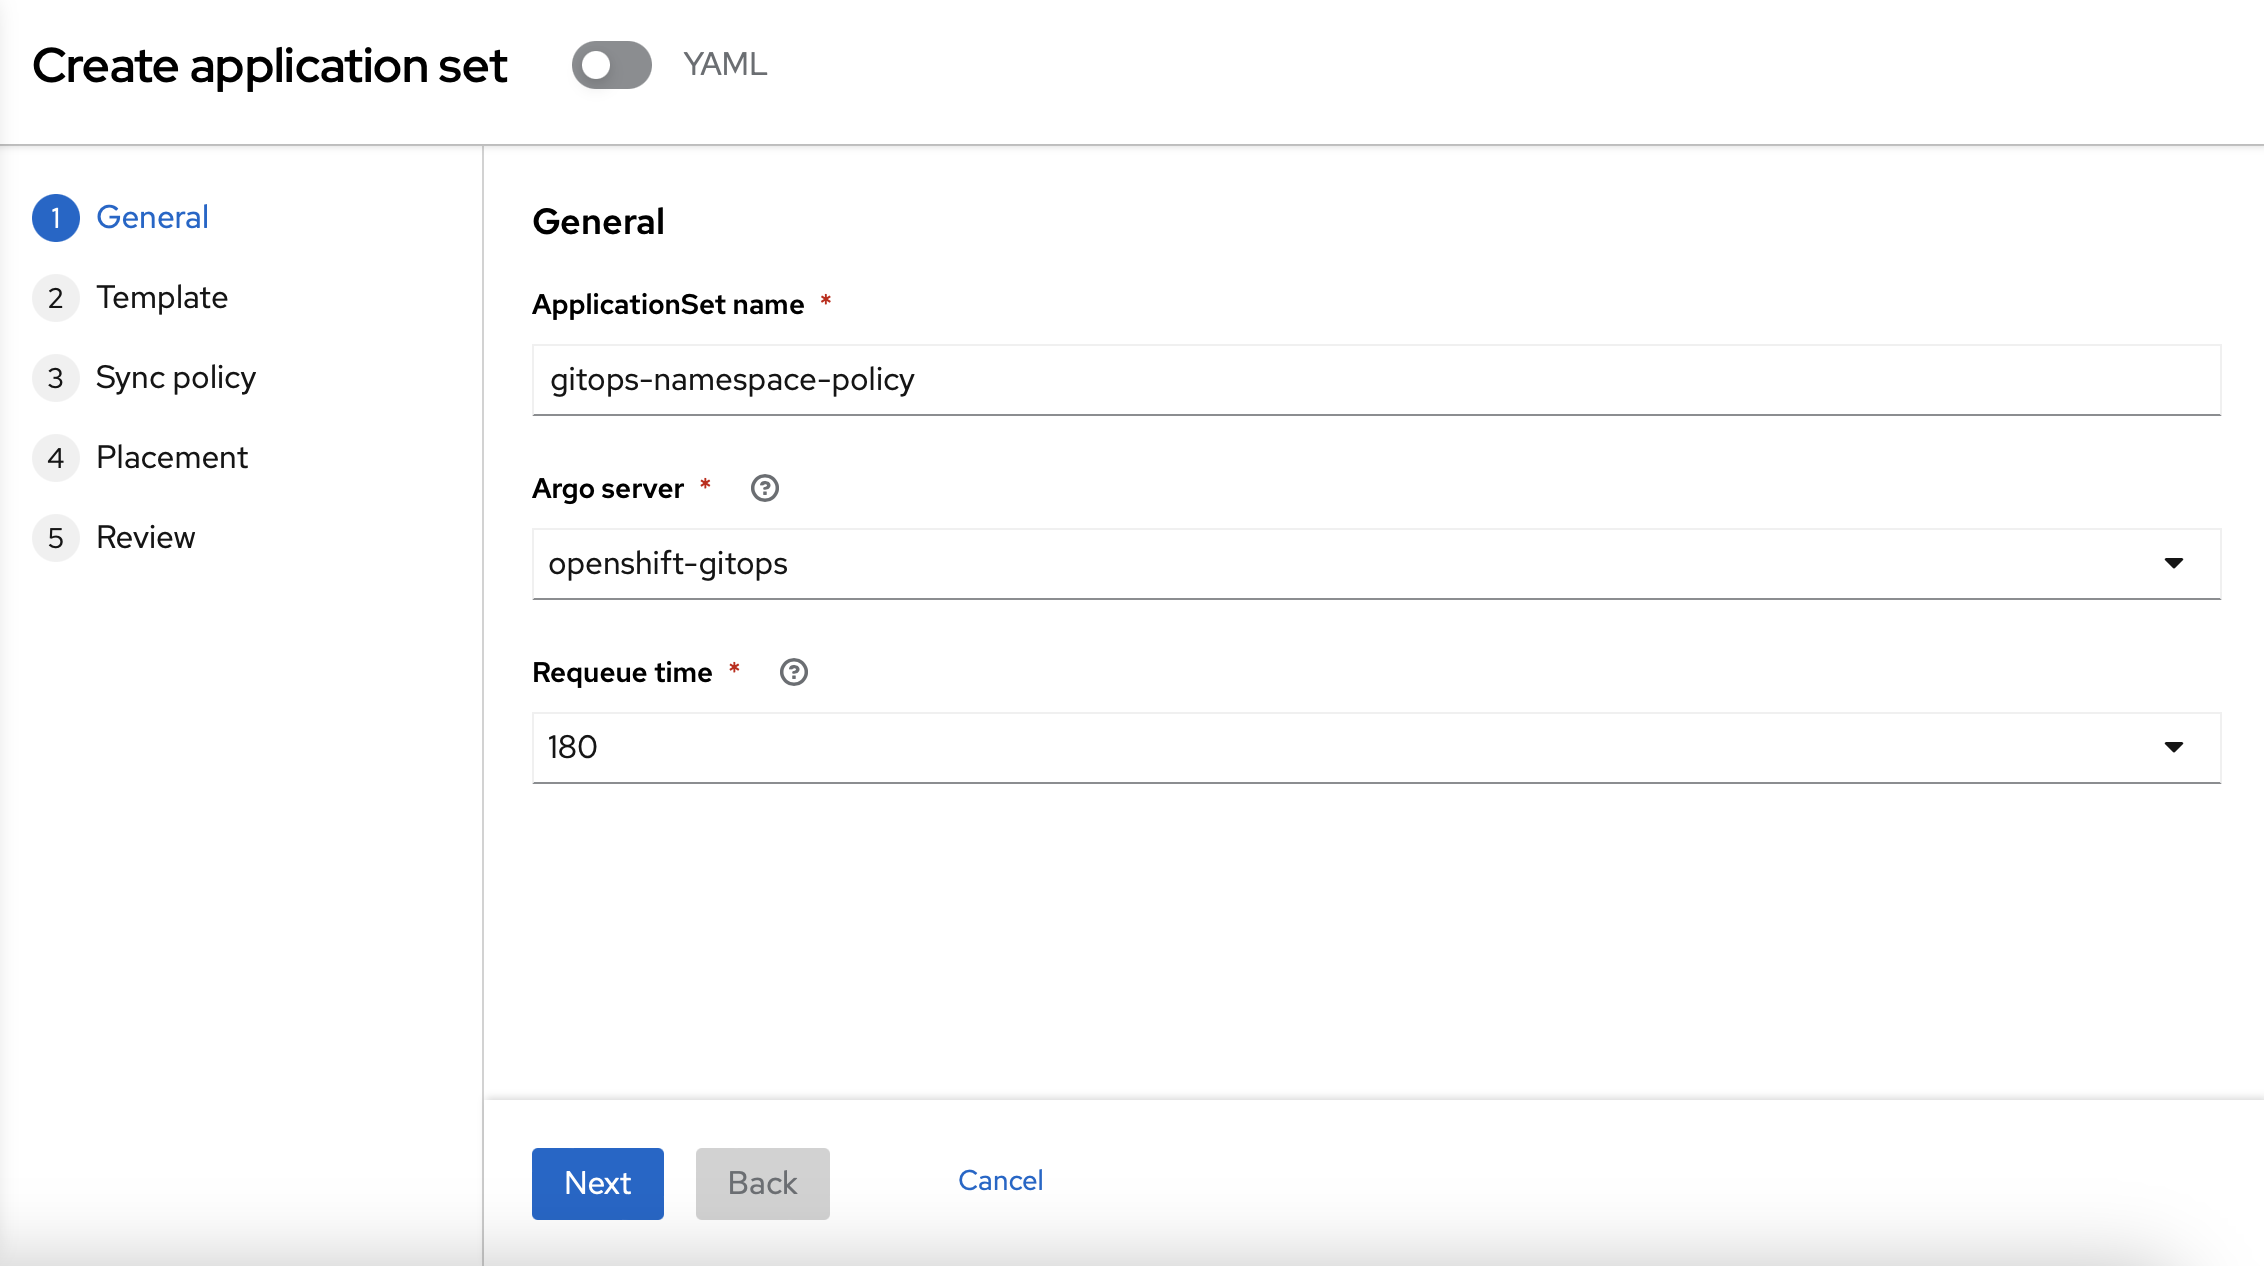 Create application set YAML
1 General
2 Template
3 Sync policy
4 Placement
5 Review
General
ApplicationSet name *
gitops-namespace-policy
Argo server * ?
openshift-gitops
Requeue time * ?
180
Next Back Cancel